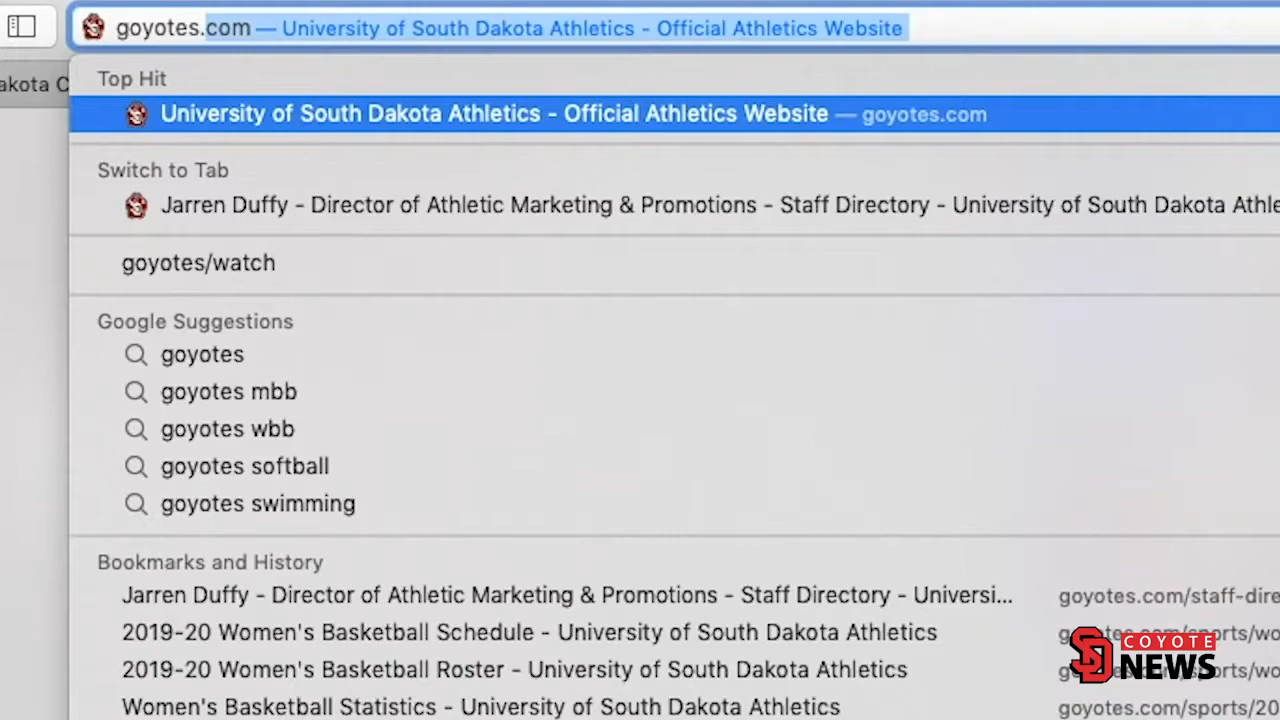 goyotes.com — University of South Dakota Athletics - Official Athletics Website
akota C
Top Hit
University of South Dakota Athletics - Official Athletics Website — goyotes.com
Switch to Tab
Jarren Duffy - Director of Athletic Marketing & Promotions - Staff Directory - University of South Dakota Athle
goyotes/watch
Google Suggestions
goyotes
goyotes mbb
goyotes wbb
goyotes softball
goyotes swimming
Bookmarks and History
Jarren Duffy - Director of Athletic Marketing & Promotions - Staff Directory - Universi... goyotes.com/staff-dire
2019-20 Women's Basketball Schedule - University of South Dakota Athletics goyotes.com/sports/wo
2019-20 Women's Basketball Roster - University of South Dakota Athletics
Women's Basketball Statistics - University of South Dakota Athletics goyotes.com/sports/20
SD COYOTE
NEWS